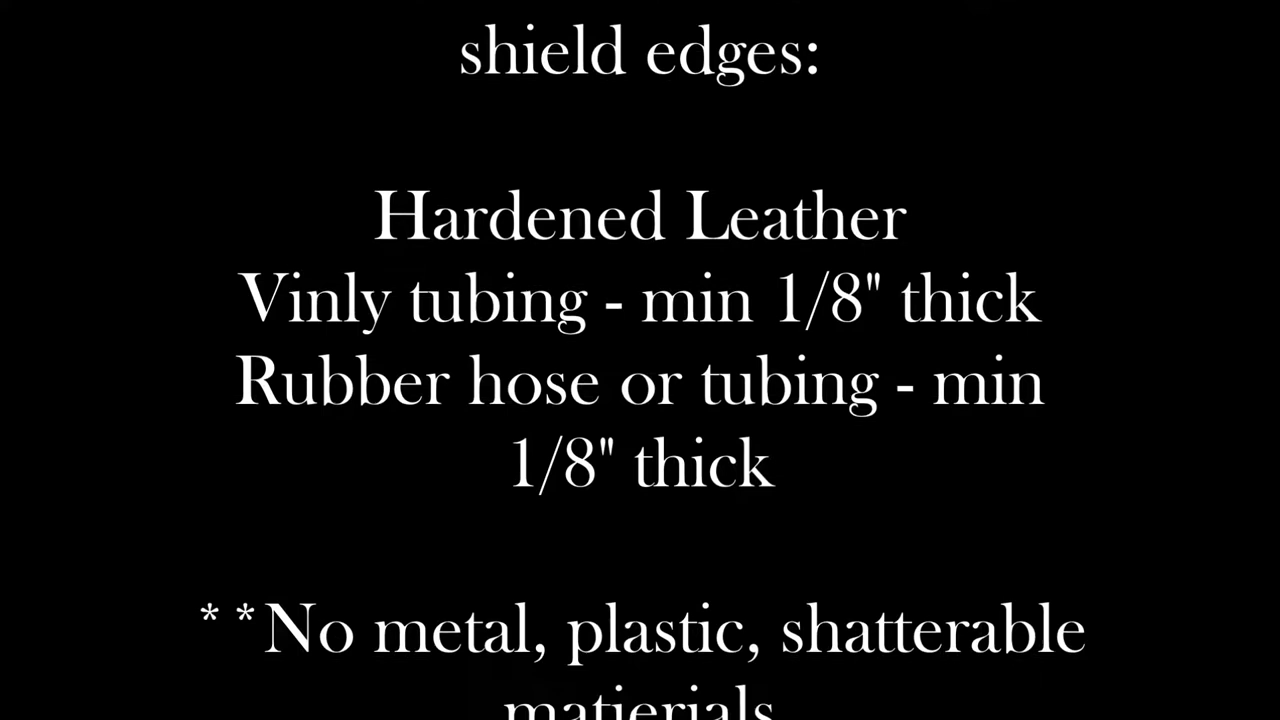 shield edges:
Hardened Leather
Vinly tubing - min 1/8" thick
Rubber hose or tubing - min
1/8" thick
**No metal, plastic, shatterable
matierials